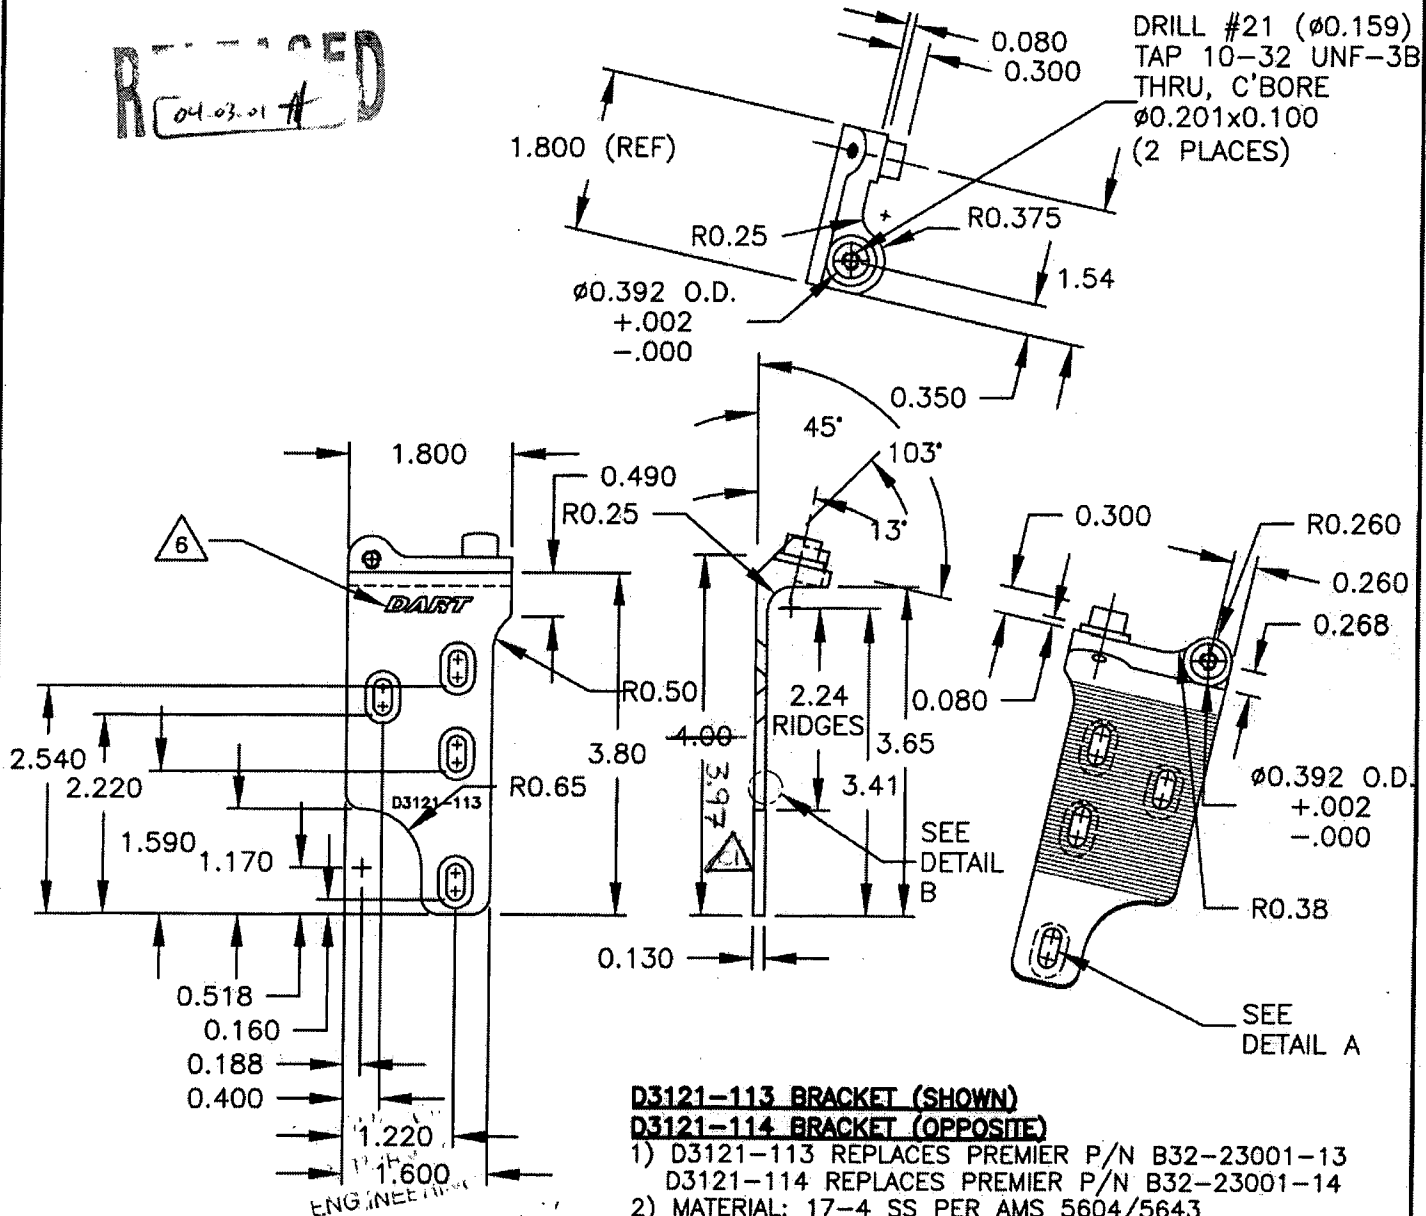 04.03.01
0.080
0.300
DRILL #21 (ø0.159)
TAP 10-32 UNF-3B
THRU, C'BORE
ø0.201x0.100
(2 PLACES)
1.800 (REF)
R0.25
R0.375
1.54
ø0.392 O.D.
+.002
-.000
0.350
45°
103°
13°
1.800
0.490
R0.25
6
DART
R0.50
2.540
2.220
1.590
1.170
D3121-113
R0.65
3.80
4.00
3.97
2.24
RIDGES
3.65
3.41
SEE
DETAIL
B
0.130
0.518
0.160
0.188
0.400
1.220
1.600
0.300
R0.260
0.260
0.268
0.080
ø0.392 O.D.
+.002
-.000
R0.38
SEE
DETAIL A
D3121-113 BRACKET (SHOWN)
D3121-114 BRACKET (OPPOSITE)
1) D3121-113 REPLACES PREMIER P/N B32-23001-13
D3121-114 REPLACES PREMIER P/N B32-23001-14
2) MATERIAL: 17-4 SS PER AMS 5604/5643